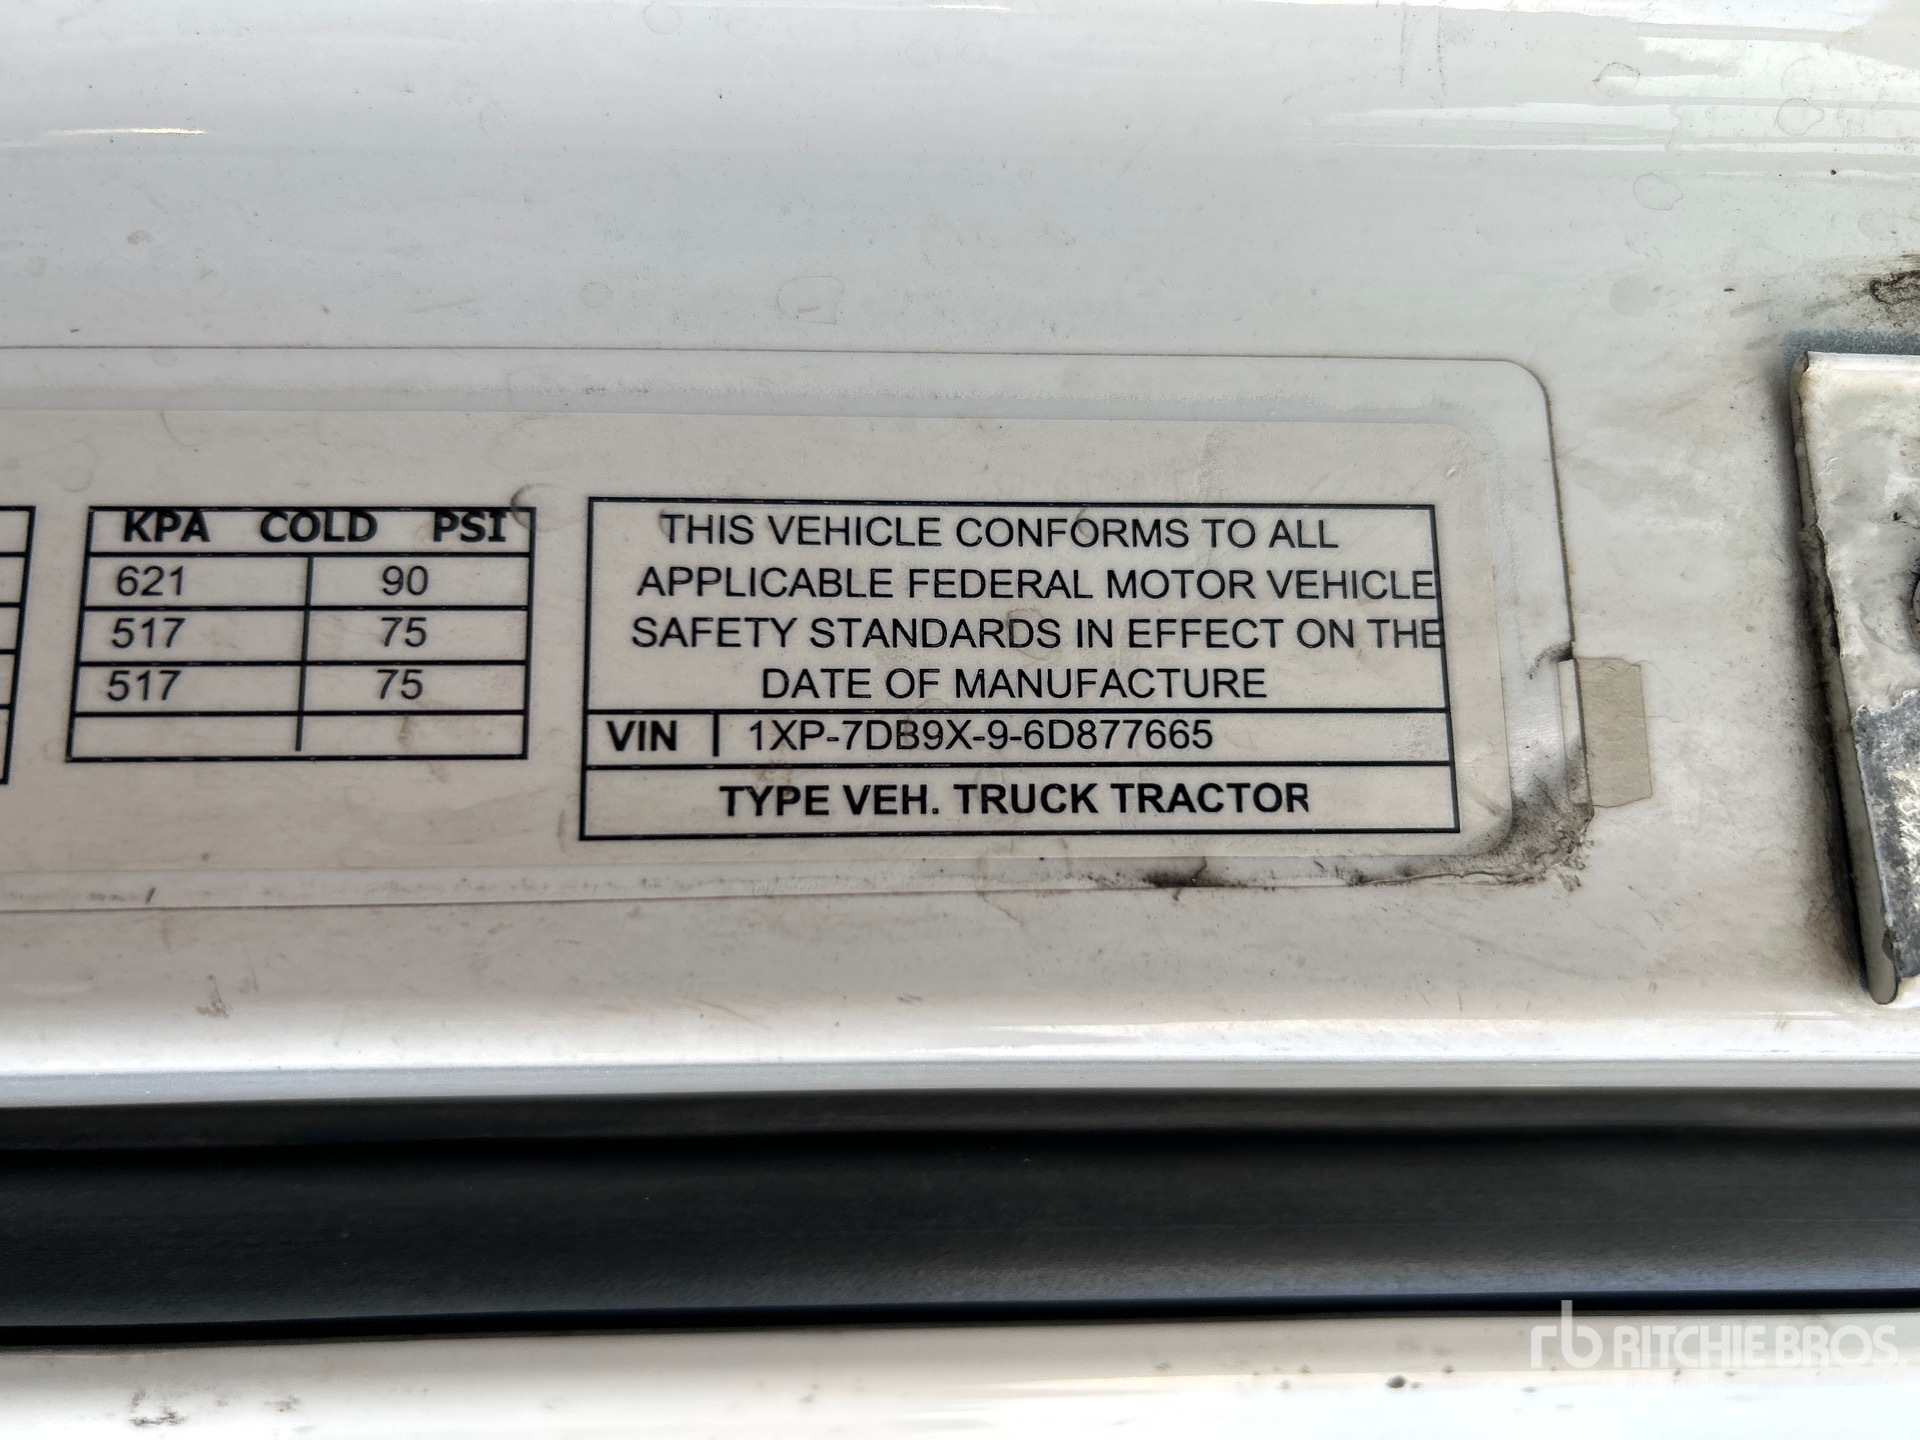 KPA COLD PSI
621 90
517 75
517 75
THIS VEHICLE CONFORMS TO ALL
APPLICABLE FEDERAL MOTOR VEHICLE
SAFETY STANDARDS IN EFFECT ON THE
DATE OF MANUFACTURE
VIN 1XP-7DB9X-9-6D877665
TYPE VEH. TRUCK TRACTOR
rb RITCHIE BROS.